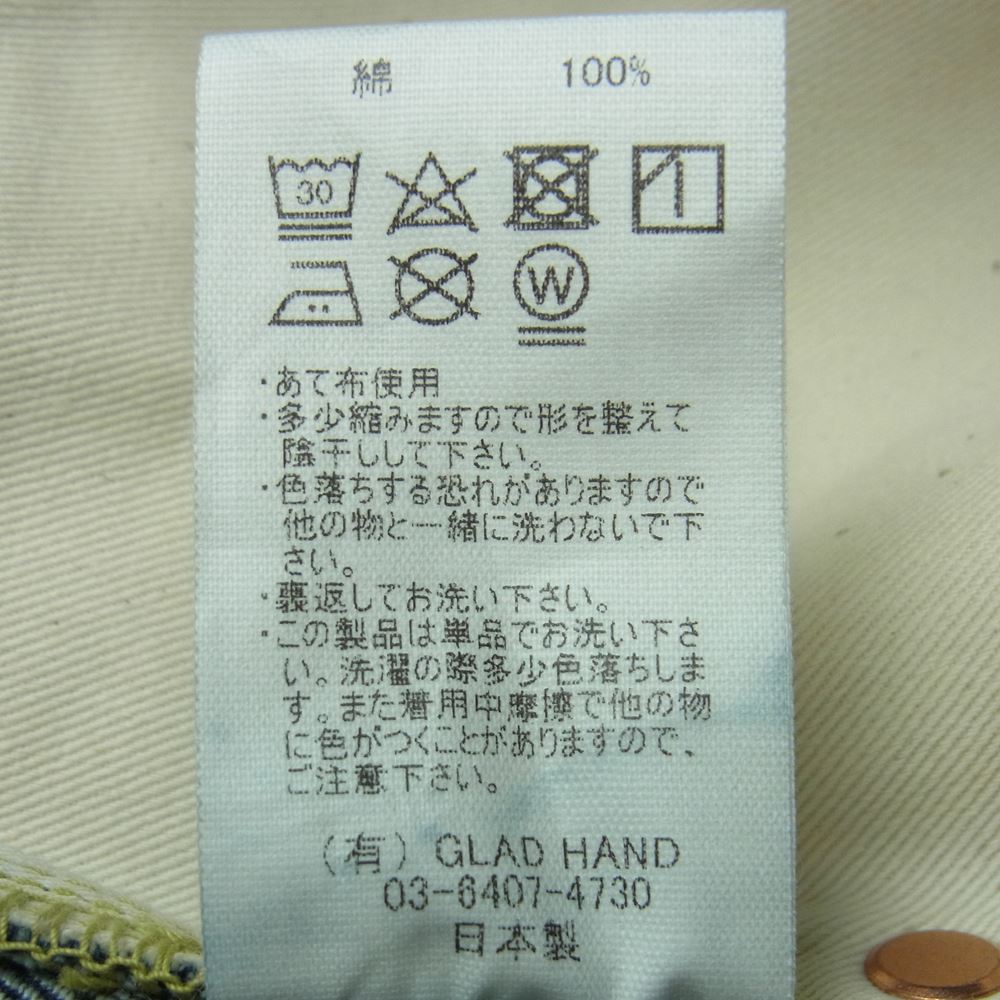 綿 100%
30
W
・あて布使用
・多少縮みますので形を整えて
陰干しして下さい。
・色落ちする恐れがありますので
他の物と一緒に洗わないで下
さい。
・裏返してお洗い下さい。
・この製品は単品でお洗い下さ
い。洗濯の際多少色落ちしま
す。また着用中摩擦で他の物
に色がつくことがありますので、
ご注意下さい。
(有) GLAD HAND
03-6407-4730
日本製